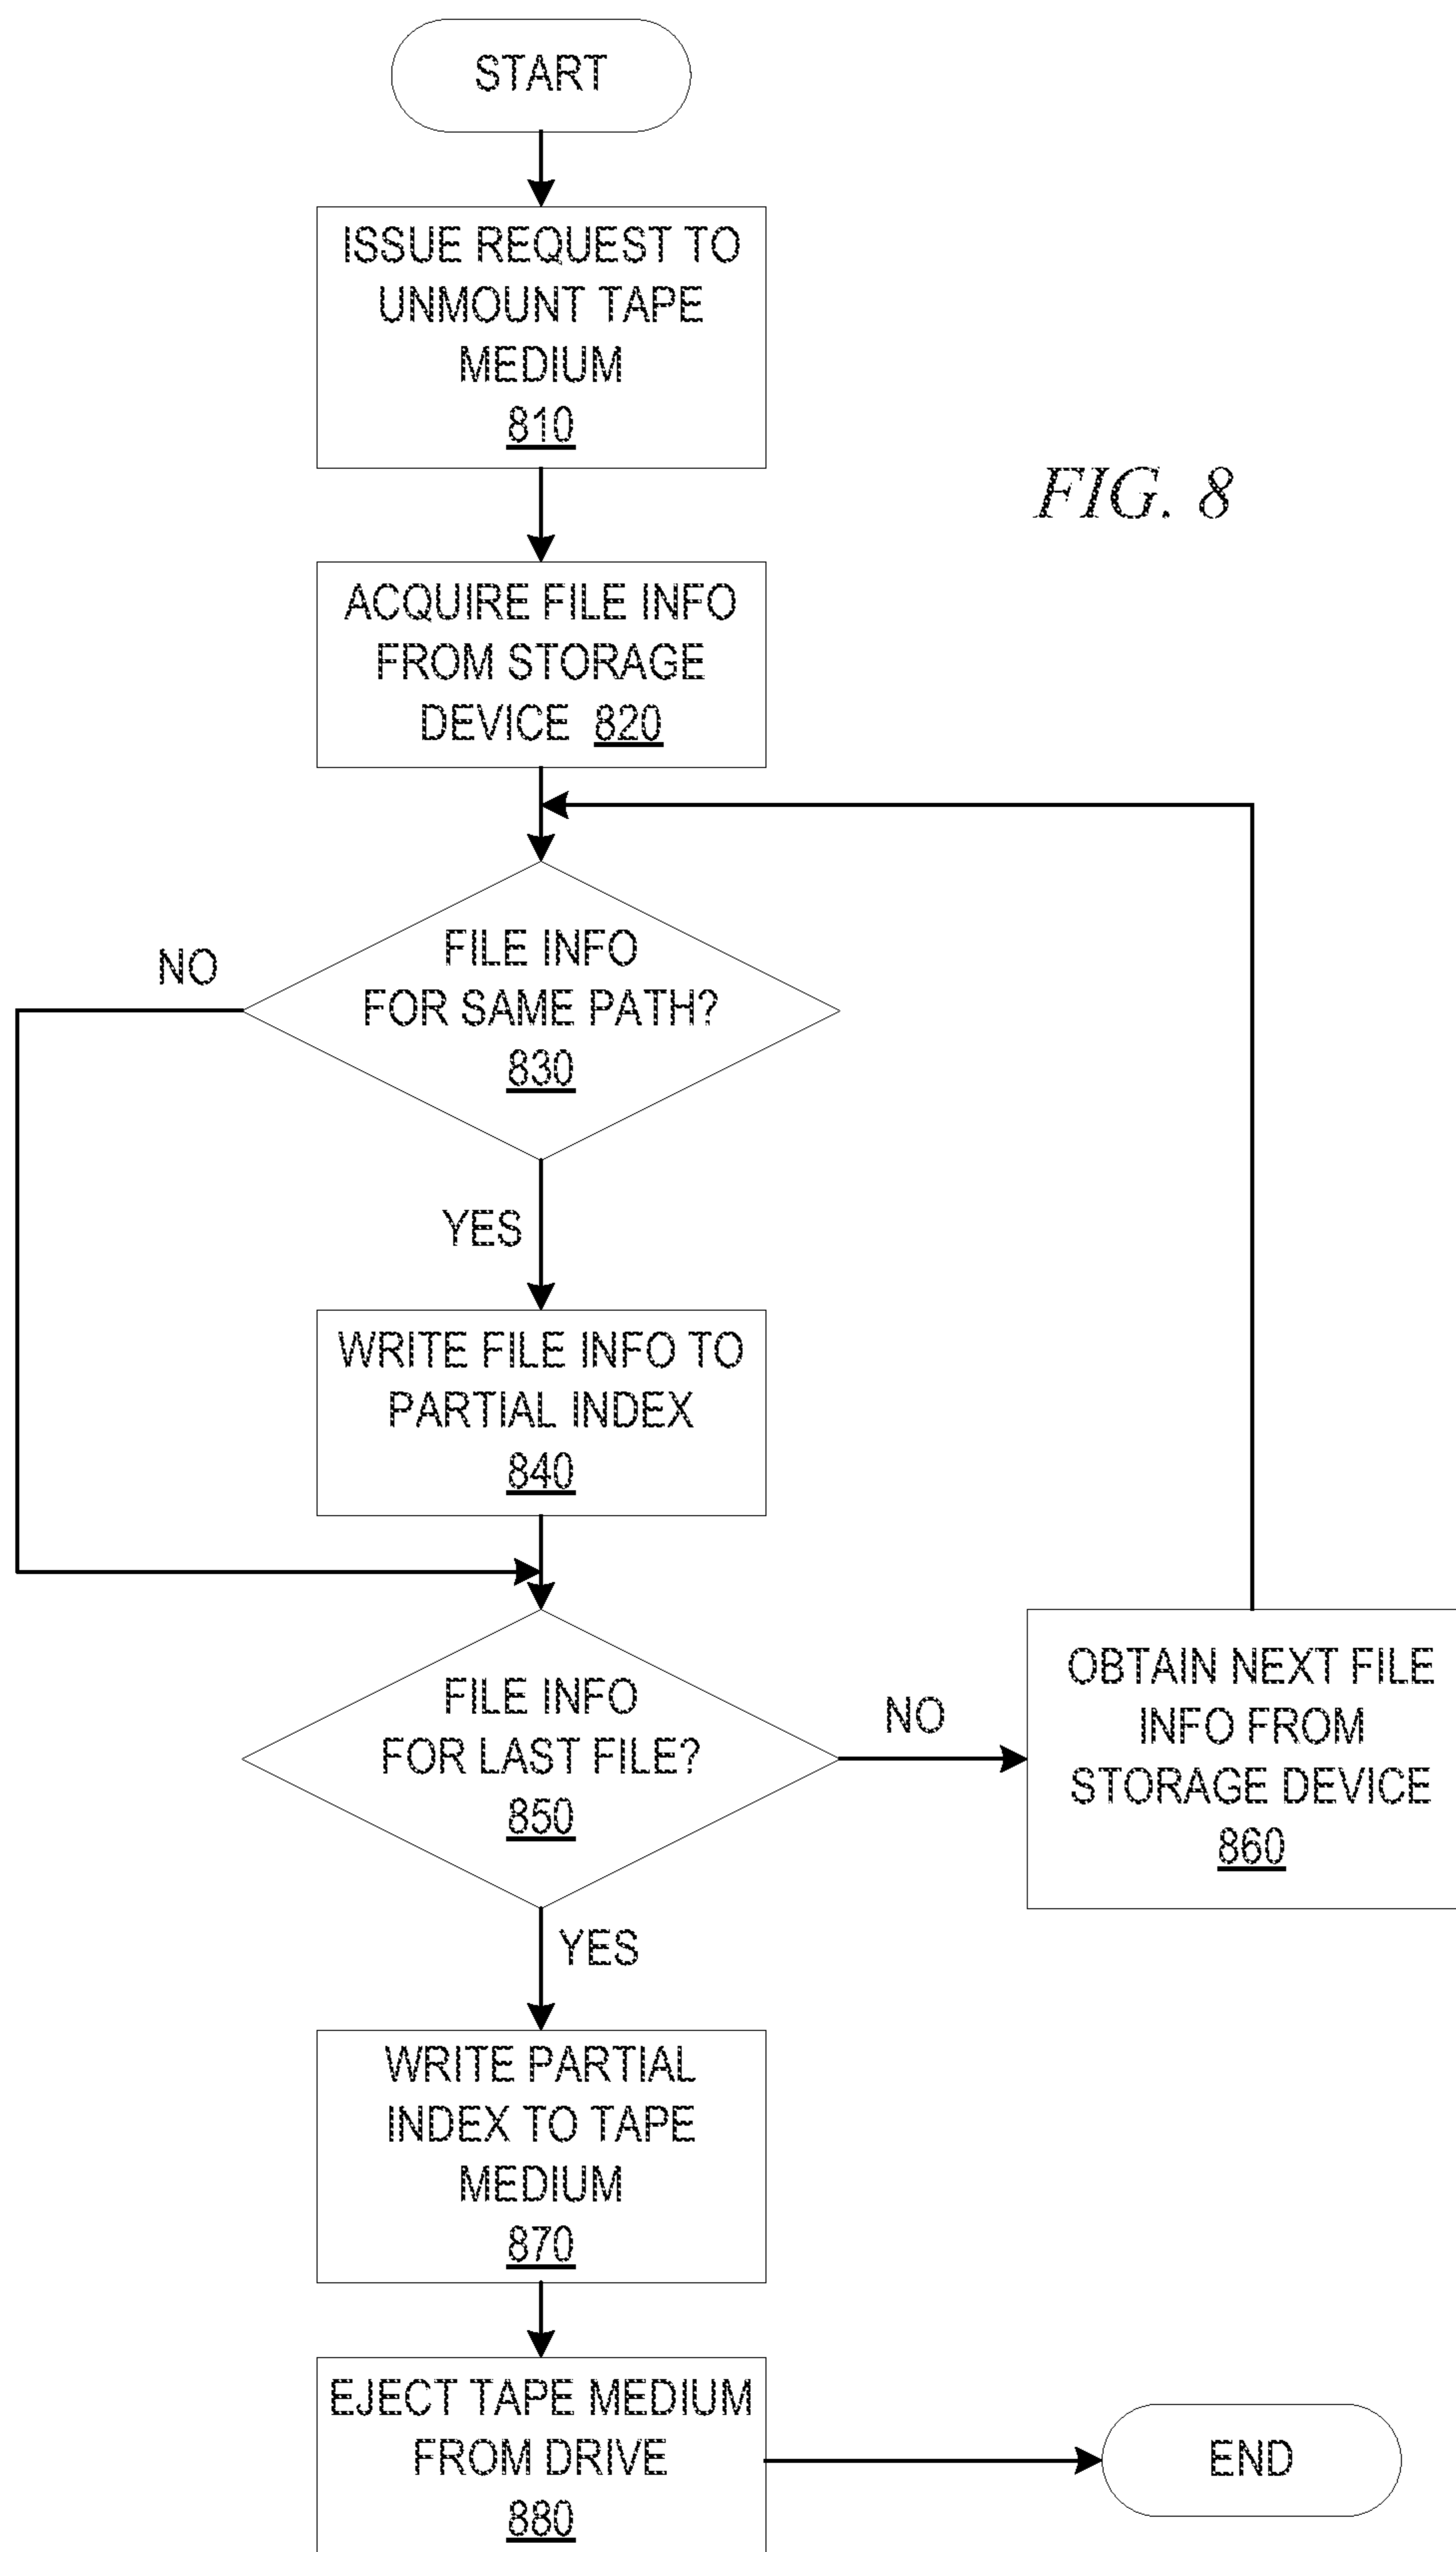 START
ISSUE REQUEST TO
UNMOUNT TAPE
MEDIUM
810
FIG. 8
ACQUIRE FILE INFO
FROM STORAGE
DEVICE 820
FILE INFO
FOR SAME PATH?
830
NO
YES
WRITE FILE INFO TO
PARTIAL INDEX
840
FILE INFO
FOR LAST FILE?
850
NO
OBTAIN NEXT FILE
INFO FROM
STORAGE DEVICE
860
YES
WRITE PARTIAL
INDEX TO TAPE
MEDIUM
870
EJECT TAPE MEDIUM
FROM DRIVE
880
END